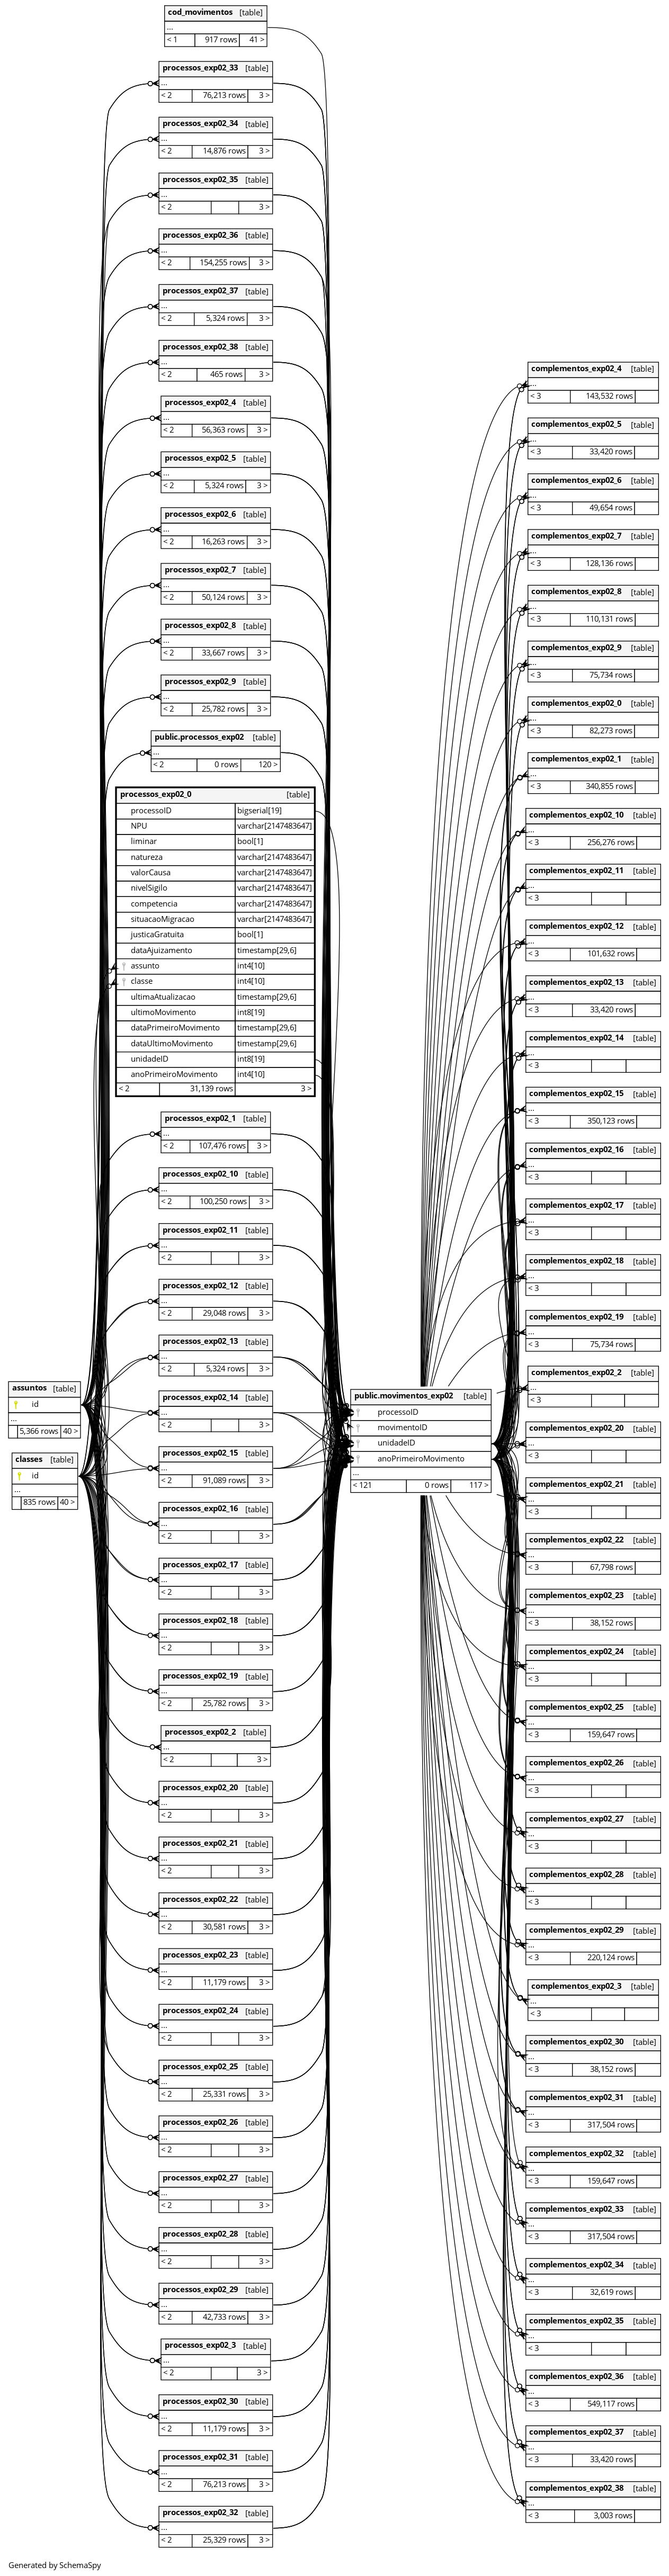 cod_movimentos [table]
...
< 1 917 rows 41 >
processos_exp02_33 [table]
...
< 2 76,213 rows 3 >
processos_exp02_34 [table]
...
< 2 14,876 rows 3 >
processos_exp02_35 [table]
...
< 2 3 >
processos_exp02_36 [table]
...
< 2 154,255 rows 3 >
processos_exp02_37 [table]
...
< 2 5,324 rows 3 >
processos_exp02_38 [table]
...
< 2 465 rows 3 >
processos_exp02_4 [table]
...
< 2 56,363 rows 3 >
processos_exp02_5 [table]
...
< 2 5,324 rows 3 >
processos_exp02_6 [table]
...
< 2 16,263 rows 3 >
processos_exp02_7 [table]
...
< 2 50,124 rows 3 >
processos_exp02_8 [table]
...
< 2 33,667 rows 3 >
processos_exp02_9 [table]
...
< 2 25,782 rows 3 >
public.processos_exp02 [table]
...
< 2 0 rows 120 >
processos_exp02_0 [table]
processoID bigserial[19]
NPU varchar[2147483647]
liminar bool[1]
natureza varchar[2147483647]
valorCausa varchar[2147483647]
nivelSigilo varchar[2147483647]
competencia varchar[2147483647]
situacaoMigracao varchar[2147483647]
justicaGratuita bool[1]
dataAjuizamento timestamp[29,6]
assunto int4[10]
classe int4[10]
ultimaAtualizacao timestamp[29,6]
ultimoMovimento int8[19]
dataPrimeiroMovimento timestamp[29,6]
dataUltimoMovimento timestamp[29,6]
unidadeID int8[19]
anoPrimeiroMovimento int4[10]
< 2 31,139 rows 3 >
processos_exp02_1 [table]
...
< 2 107,476 rows 3 >
processos_exp02_10 [table]
...
< 2 100,250 rows 3 >
processos_exp02_11 [table]
...
< 2 3 >
processos_exp02_12 [table]
...
< 2 29,048 rows 3 >
processos_exp02_13 [table]
...
< 2 5,324 rows 3 >
processos_exp02_14 [table]
...
< 2 3 >
processos_exp02_15 [table]
...
< 2 91,089 rows 3 >
processos_exp02_16 [table]
...
< 2 3 >
processos_exp02_17 [table]
...
< 2 3 >
processos_exp02_18 [table]
...
< 2 3 >
processos_exp02_19 [table]
...
< 2 25,782 rows 3 >
processos_exp02_2 [table]
...
< 2 3 >
processos_exp02_20 [table]
...
< 2 3 >
processos_exp02_21 [table]
...
< 2 3 >
processos_exp02_22 [table]
...
< 2 30,581 rows 3 >
processos_exp02_23 [table]
...
< 2 11,179 rows 3 >
processos_exp02_24 [table]
...
< 2 3 >
processos_exp02_25 [table]
...
< 2 25,331 rows 3 >
processos_exp02_26 [table]
...
< 2 3 >
processos_exp02_27 [table]
...
< 2 3 >
processos_exp02_28 [table]
...
< 2 3 >
processos_exp02_29 [table]
...
< 2 42,733 rows 3 >
processos_exp02_3 [table]
...
< 2 3 >
processos_exp02_30 [table]
...
< 2 11,179 rows 3 >
processos_exp02_31 [table]
...
< 2 76,213 rows 3 >
processos_exp02_32 [table]
...
< 2 25,329 rows 3 >
assuntos [table]
id
...
5,366 rows 40 >
classes [table]
id
...
835 rows 40 >
public.movimentos_exp02 [table]
processoID
movimentoID
unidadeID
anoPrimeiroMovimento
...
< 121 0 rows 117 >
complementos_exp02_4 [table]
...
< 3 143,532 rows
complementos_exp02_5 [table]
...
< 3 33,420 rows
complementos_exp02_6 [table]
...
< 3 49,654 rows
complementos_exp02_7 [table]
...
< 3 128,136 rows
complementos_exp02_8 [table]
...
< 3 110,131 rows
complementos_exp02_9 [table]
...
< 3 75,734 rows
complementos_exp02_0 [table]
...
< 3 82,273 rows
complementos_exp02_1 [table]
...
< 3 340,855 rows
complementos_exp02_10 [table]
...
< 3 256,276 rows
complementos_exp02_11 [table]
...
< 3
complementos_exp02_12 [table]
...
< 3 101,632 rows
complementos_exp02_13 [table]
...
< 3 33,420 rows
complementos_exp02_14 [table]
...
< 3
complementos_exp02_15 [table]
...
< 3 350,123 rows
complementos_exp02_16 [table]
...
< 3
complementos_exp02_17 [table]
...
< 3
complementos_exp02_18 [table]
...
< 3
complementos_exp02_19 [table]
...
< 3 75,734 rows
complementos_exp02_2 [table]
...
< 3
complementos_exp02_20 [table]
...
< 3
complementos_exp02_21 [table]
...
< 3
complementos_exp02_22 [table]
...
< 3 67,798 rows
complementos_exp02_23 [table]
...
< 3 38,152 rows
complementos_exp02_24 [table]
...
< 3
complementos_exp02_25 [table]
...
< 3 159,647 rows
complementos_exp02_26 [table]
...
< 3
complementos_exp02_27 [table]
...
< 3
complementos_exp02_28 [table]
...
< 3
complementos_exp02_29 [table]
...
< 3 220,124 rows
complementos_exp02_3 [table]
...
< 3
complementos_exp02_30 [table]
...
< 3 38,152 rows
complementos_exp02_31 [table]
...
< 3 317,504 rows
complementos_exp02_32 [table]
...
< 3 159,647 rows
complementos_exp02_33 [table]
...
< 3 317,504 rows
complementos_exp02_34 [table]
...
< 3 32,619 rows
complementos_exp02_35 [table]
...
< 3
complementos_exp02_36 [table]
...
< 3 549,117 rows
complementos_exp02_37 [table]
...
< 3 33,420 rows
complementos_exp02_38 [table]
...
< 3 3,003 rows
Generated by SchemaSpy